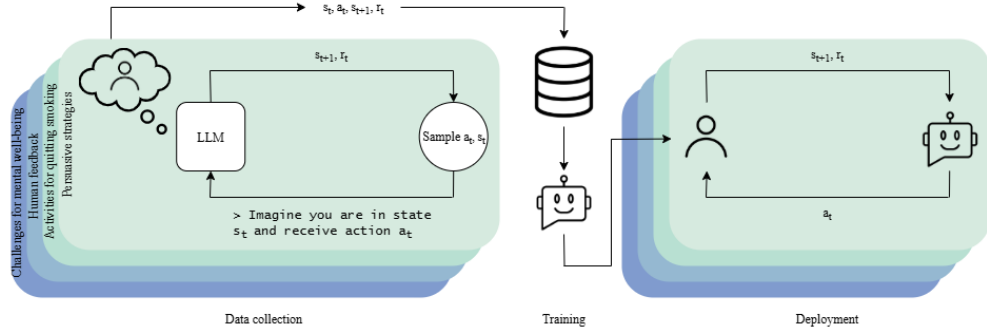 sₜ, aₜ, sₜ₊₁, rₜ
Challenges for mental well-being
Human feedback
Activities for quitting smoking
Persuasive strategies
sₜ₊₁, rₜ
LLM
Sample aₜ, sₜ
> Imagine you are in state
sₜ and receive action aₜ
sₜ₊₁, rₜ
aₜ
Data collection
Training
Deployment